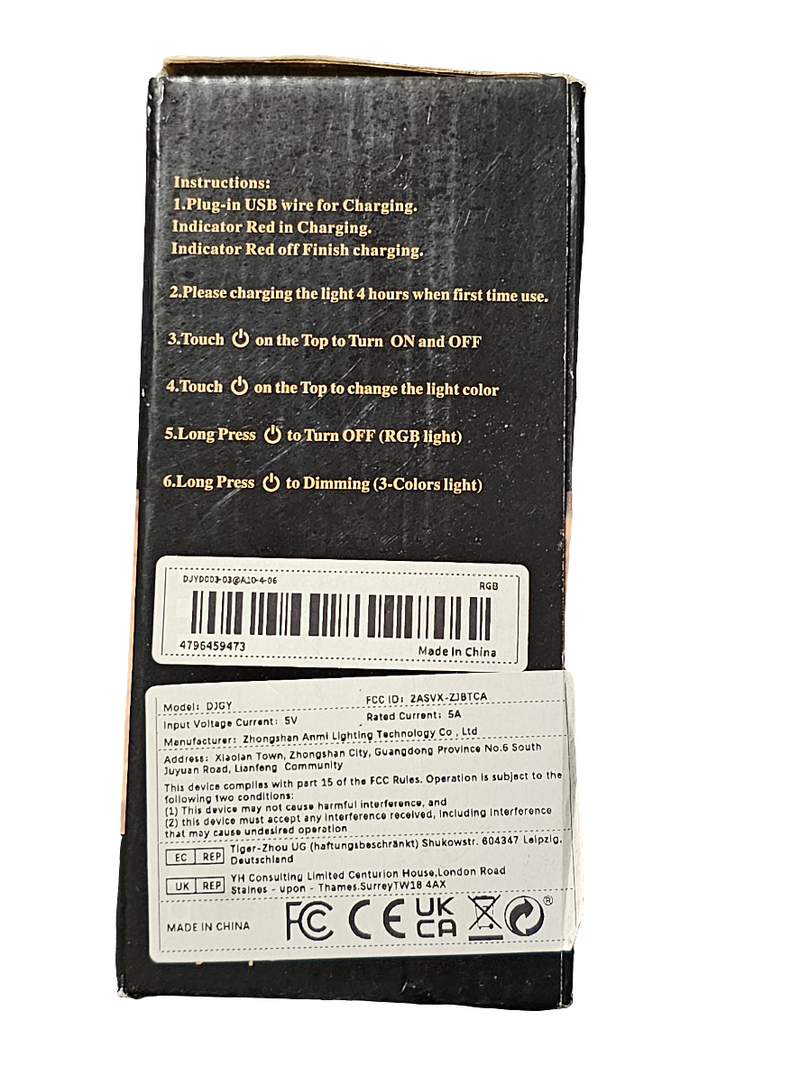 Instructions:
1.Plug-in USB wire for Charging.
Indicator Red in Charging.
Indicator Red off Finish charging.
2.Please charging the light 4 hours when first time use.
3.Touch on the Top to Turn ON and OFF
4.Touch on the Top to change the light color
5.Long Press to Turn OFF (RGB light)
6.Long Press to Dimming (3-Colors light)
DJYDC03-03@A10-4-06 RGB
4796459473 Made In China
Model: DJGY FCC ID: 2ASVX-ZJBTCA
Input Voltage Current: 5V Rated Current: 5A
Manufacturer: Zhongshan Anmi Lighting Technology Co , Ltd
Address: Xiaolan Town, Zhongshan City, Guangdong Province No.6 South
Juyuan Road, Lianfeng Community
This device complies with part 15 of the FCC Rules. Operation is subject to the
following two conditions:
(1) This device may not cause harmful interference, and
(2) this device must accept any interference received, including interference
that may cause undesired operation
EC REP Tiger-Zhou UG (haftungsbeschränkt) Shukowstr. 604347 Leipzig,
Deutschland
UK REP YH Consulting Limited Centurion House,London Road
Staines - upon - Thames,SurreyTW18 4AX
MADE IN CHINA FC CE UK CA ®